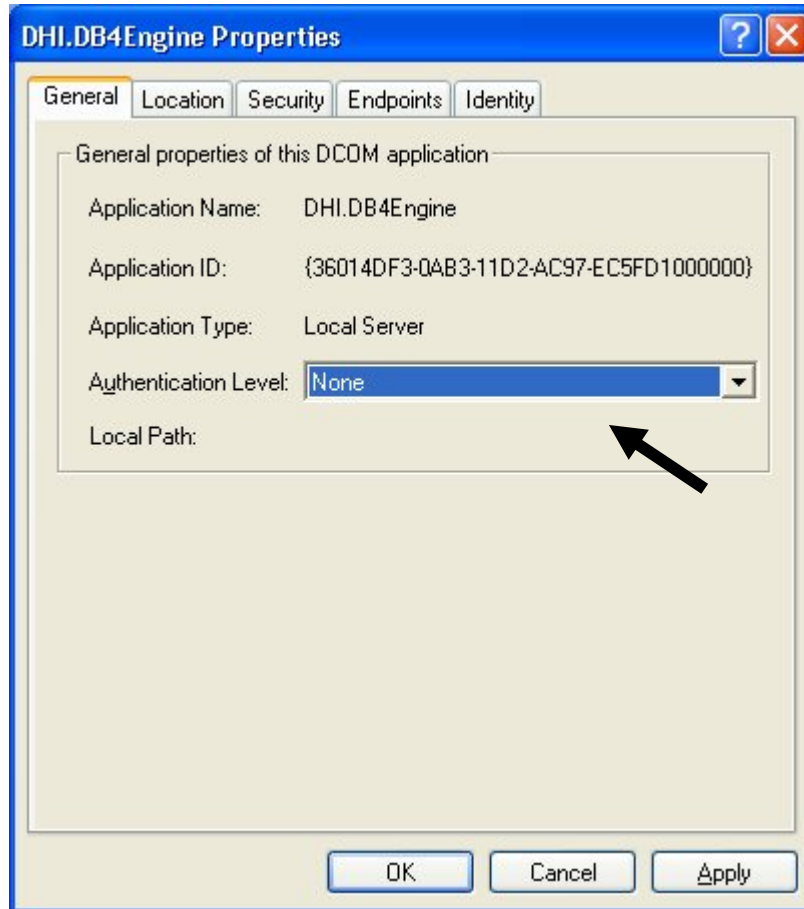 DHI.DB4Engine Properties
General Location Security Endpoints Identity
General properties of this DCOM application
Application Name: DHI.DB4Engine
Application ID: {36014DF3-0AB3-11D2-AC97-EC5FD1000000}
Application Type: Local Server
Authentication Level: None
Local Path:
OK Cancel Apply